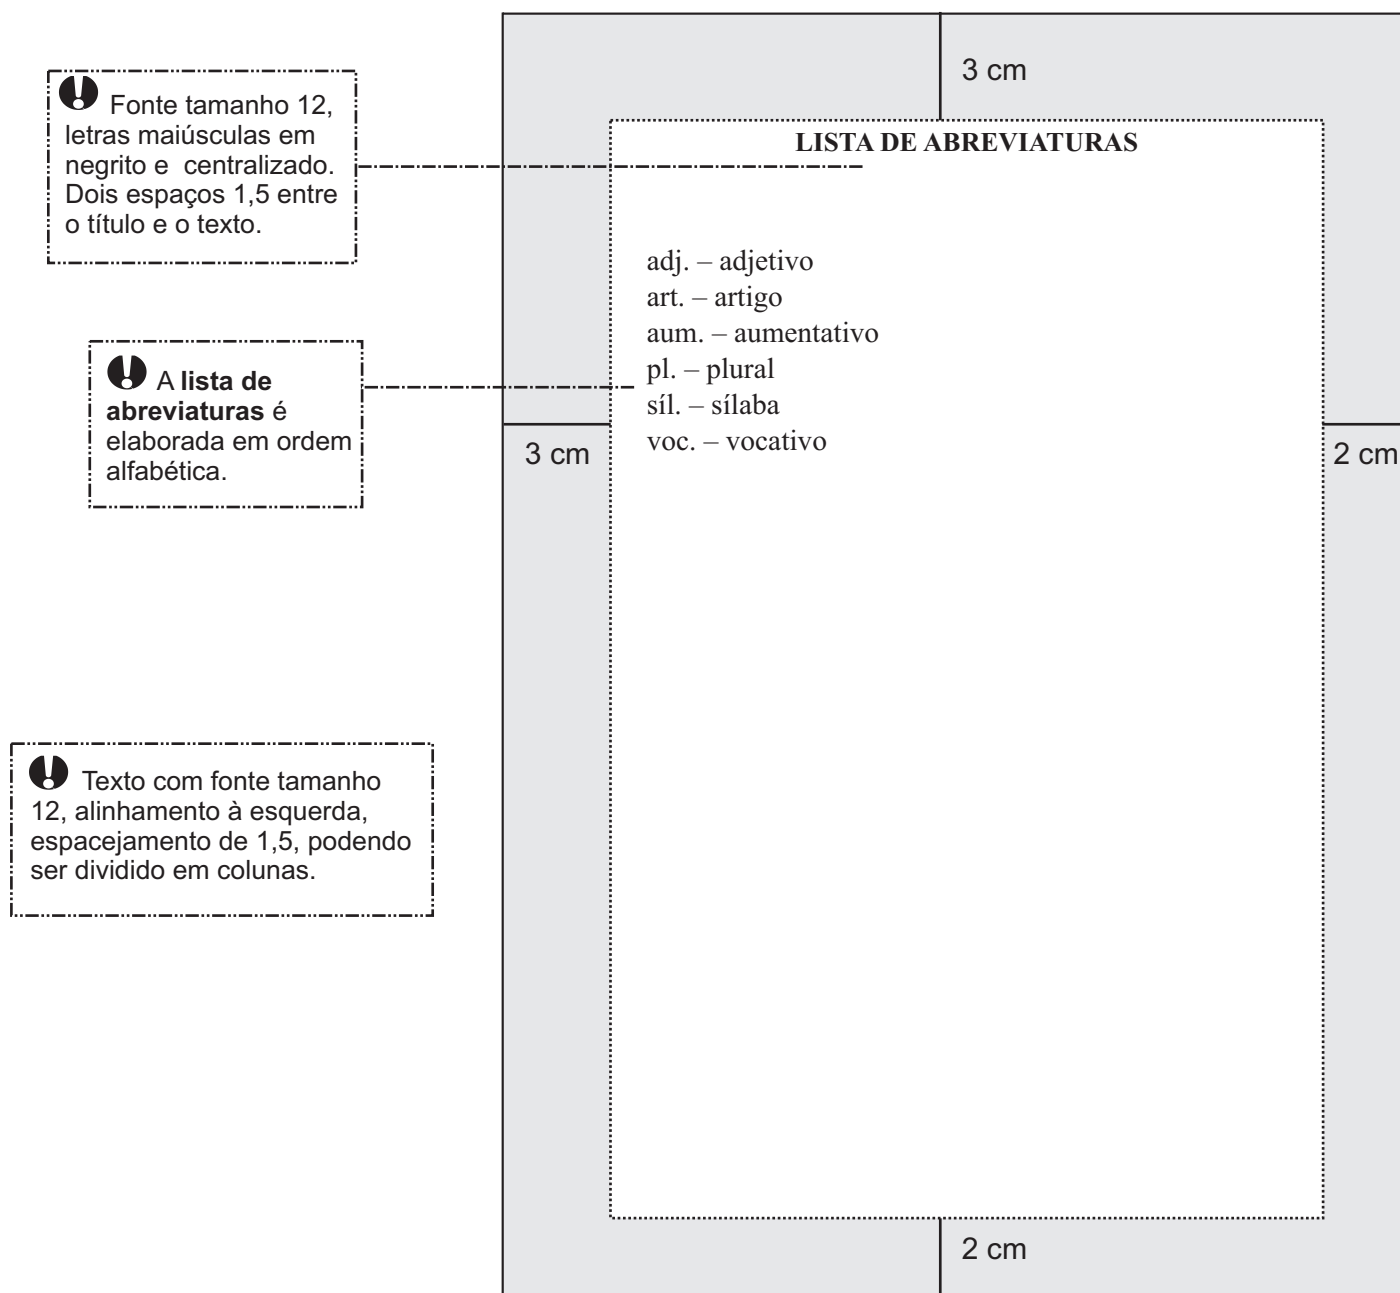 3 cm
Fonte tamanho 12,
letras maiúsculas em
negrito e centralizado.
Dois espaços 1,5 entre
o título e o texto.
LISTA DE ABREVIATURAS
adj. – adjetivo
art. – artigo
aum. – aumentativo
pl. – plural
síl. – sílaba
voc. – vocativo
A lista de
abreviaturas é
elaborada em ordem
alfabética.
3 cm
2 cm
Texto com fonte tamanho
12, alinhamento à esquerda,
espacejamento de 1,5, podendo
ser dividido em colunas.
2 cm